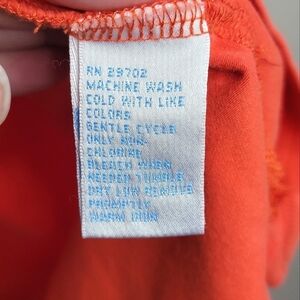 RN 29702
MACHINE WASH
COLD WITH LIKE
COLORS
GENTLE CYCLE
ONLY NON-
CHLORINE
BLEACH WHEN
NEEDED TUMBLE
DRY LOW REMOVE
PROMPTLY
WARM IRON